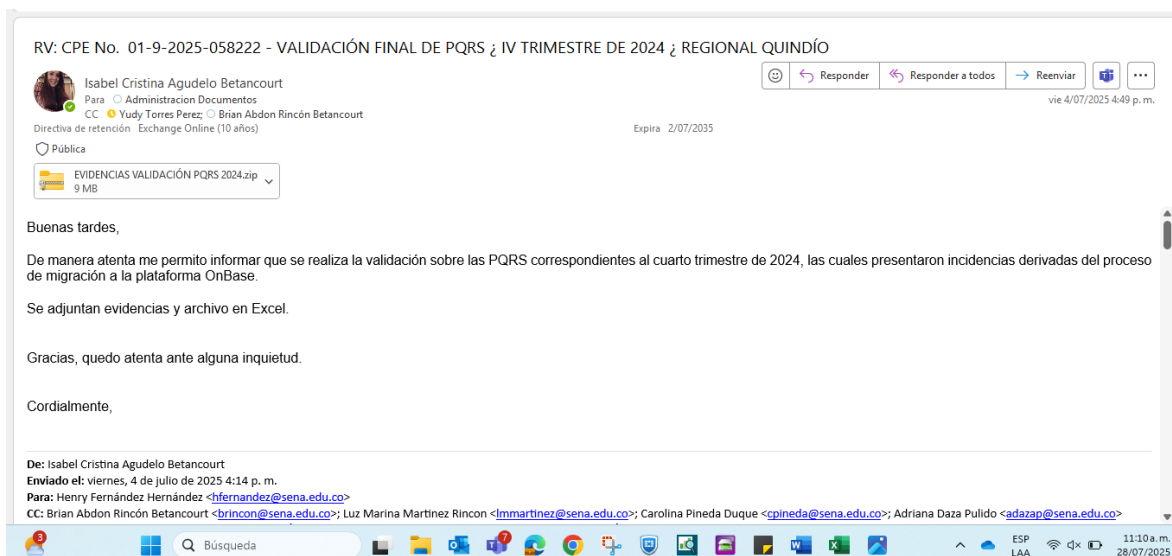 RV: CPE No.  01-9-2025-058222 - VALIDACIÓN FINAL DE PQRS ¿ IV TRIMESTRE DE 2024 ¿ REGIONAL QUINDÍO
Isabel Cristina Agudelo Betancourt
Responder
Responder a todos
Reenviar
Para Administracion Documentos
vie 4/07/2025 4:49 p. m.
CC Yudy Torres Perez; Brian Abdon Rincón Betancourt
Directiva de retención Exchange Online (10 años) Expira 2/07/2035
Pública
EVIDENCIAS VALIDACIÓN PQRS 2024.zip
9 MB
Buenas tardes,
De manera atenta me permito informar que se realiza la validación sobre las PQRS correspondientes al cuarto trimestre de 2024, las cuales presentaron incidencias derivadas del proceso
de migración a la plataforma OnBase.
Se adjuntan evidencias y archivo en Excel.
Gracias, quedo atenta ante alguna inquietud.
Cordialmente,
De: Isabel Cristina Agudelo Betancourt
Enviado el: viernes, 4 de julio de 2025 4:14 p. m.
Para: Henry Fernández Hernández <hfernandez@sena.edu.co>
CC: Brian Abdon Rincón Betancourt <brincon@sena.edu.co>; Luz Marina Martinez Rincon <lmmartinez@sena.edu.co>; Carolina Pineda Duque <cpineda@sena.edu.co>; Adriana Daza Pulido <adazap@sena.edu.co>
3
Búsqueda
7
ESP
LAA
11:10 a. m.